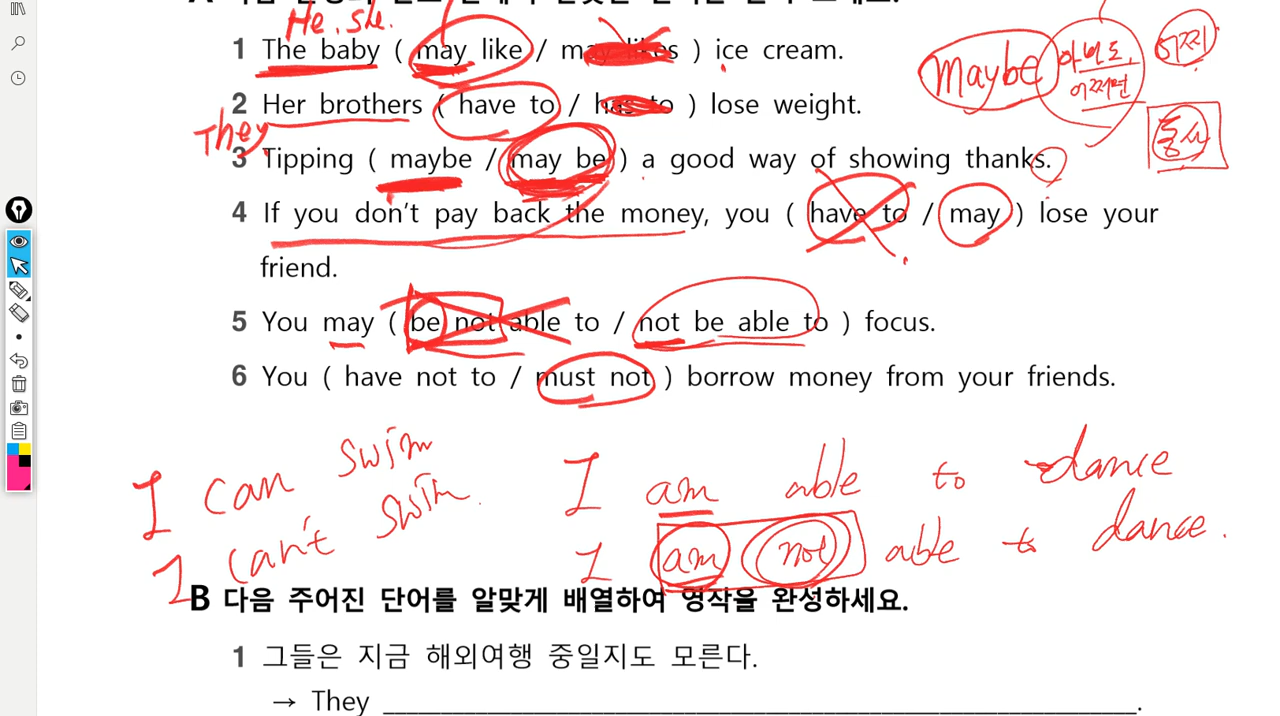 He, she.
1 The baby ( may like / may likes ) ice cream.
Maybe 아마도, 어쩌면
2 Her brothers ( have to / has to ) lose weight.
They
동사
3 Tipping ( maybe / may be ) a good way of showing thanks.
4 If you don't pay back the money, you ( have to / may ) lose your
friend.
5 You may ( be not able to / not be able to ) focus.
6 You ( have not to / must not ) borrow money from your friends.
I can swim
I can't swim.
I am able to dance
I am not able to dance.
B 다음 주어진 단어를 알맞게 배열하여 영작을 완성하세요.
1 그들은 지금 해외여행 중일지도 모른다.
→ They ______.